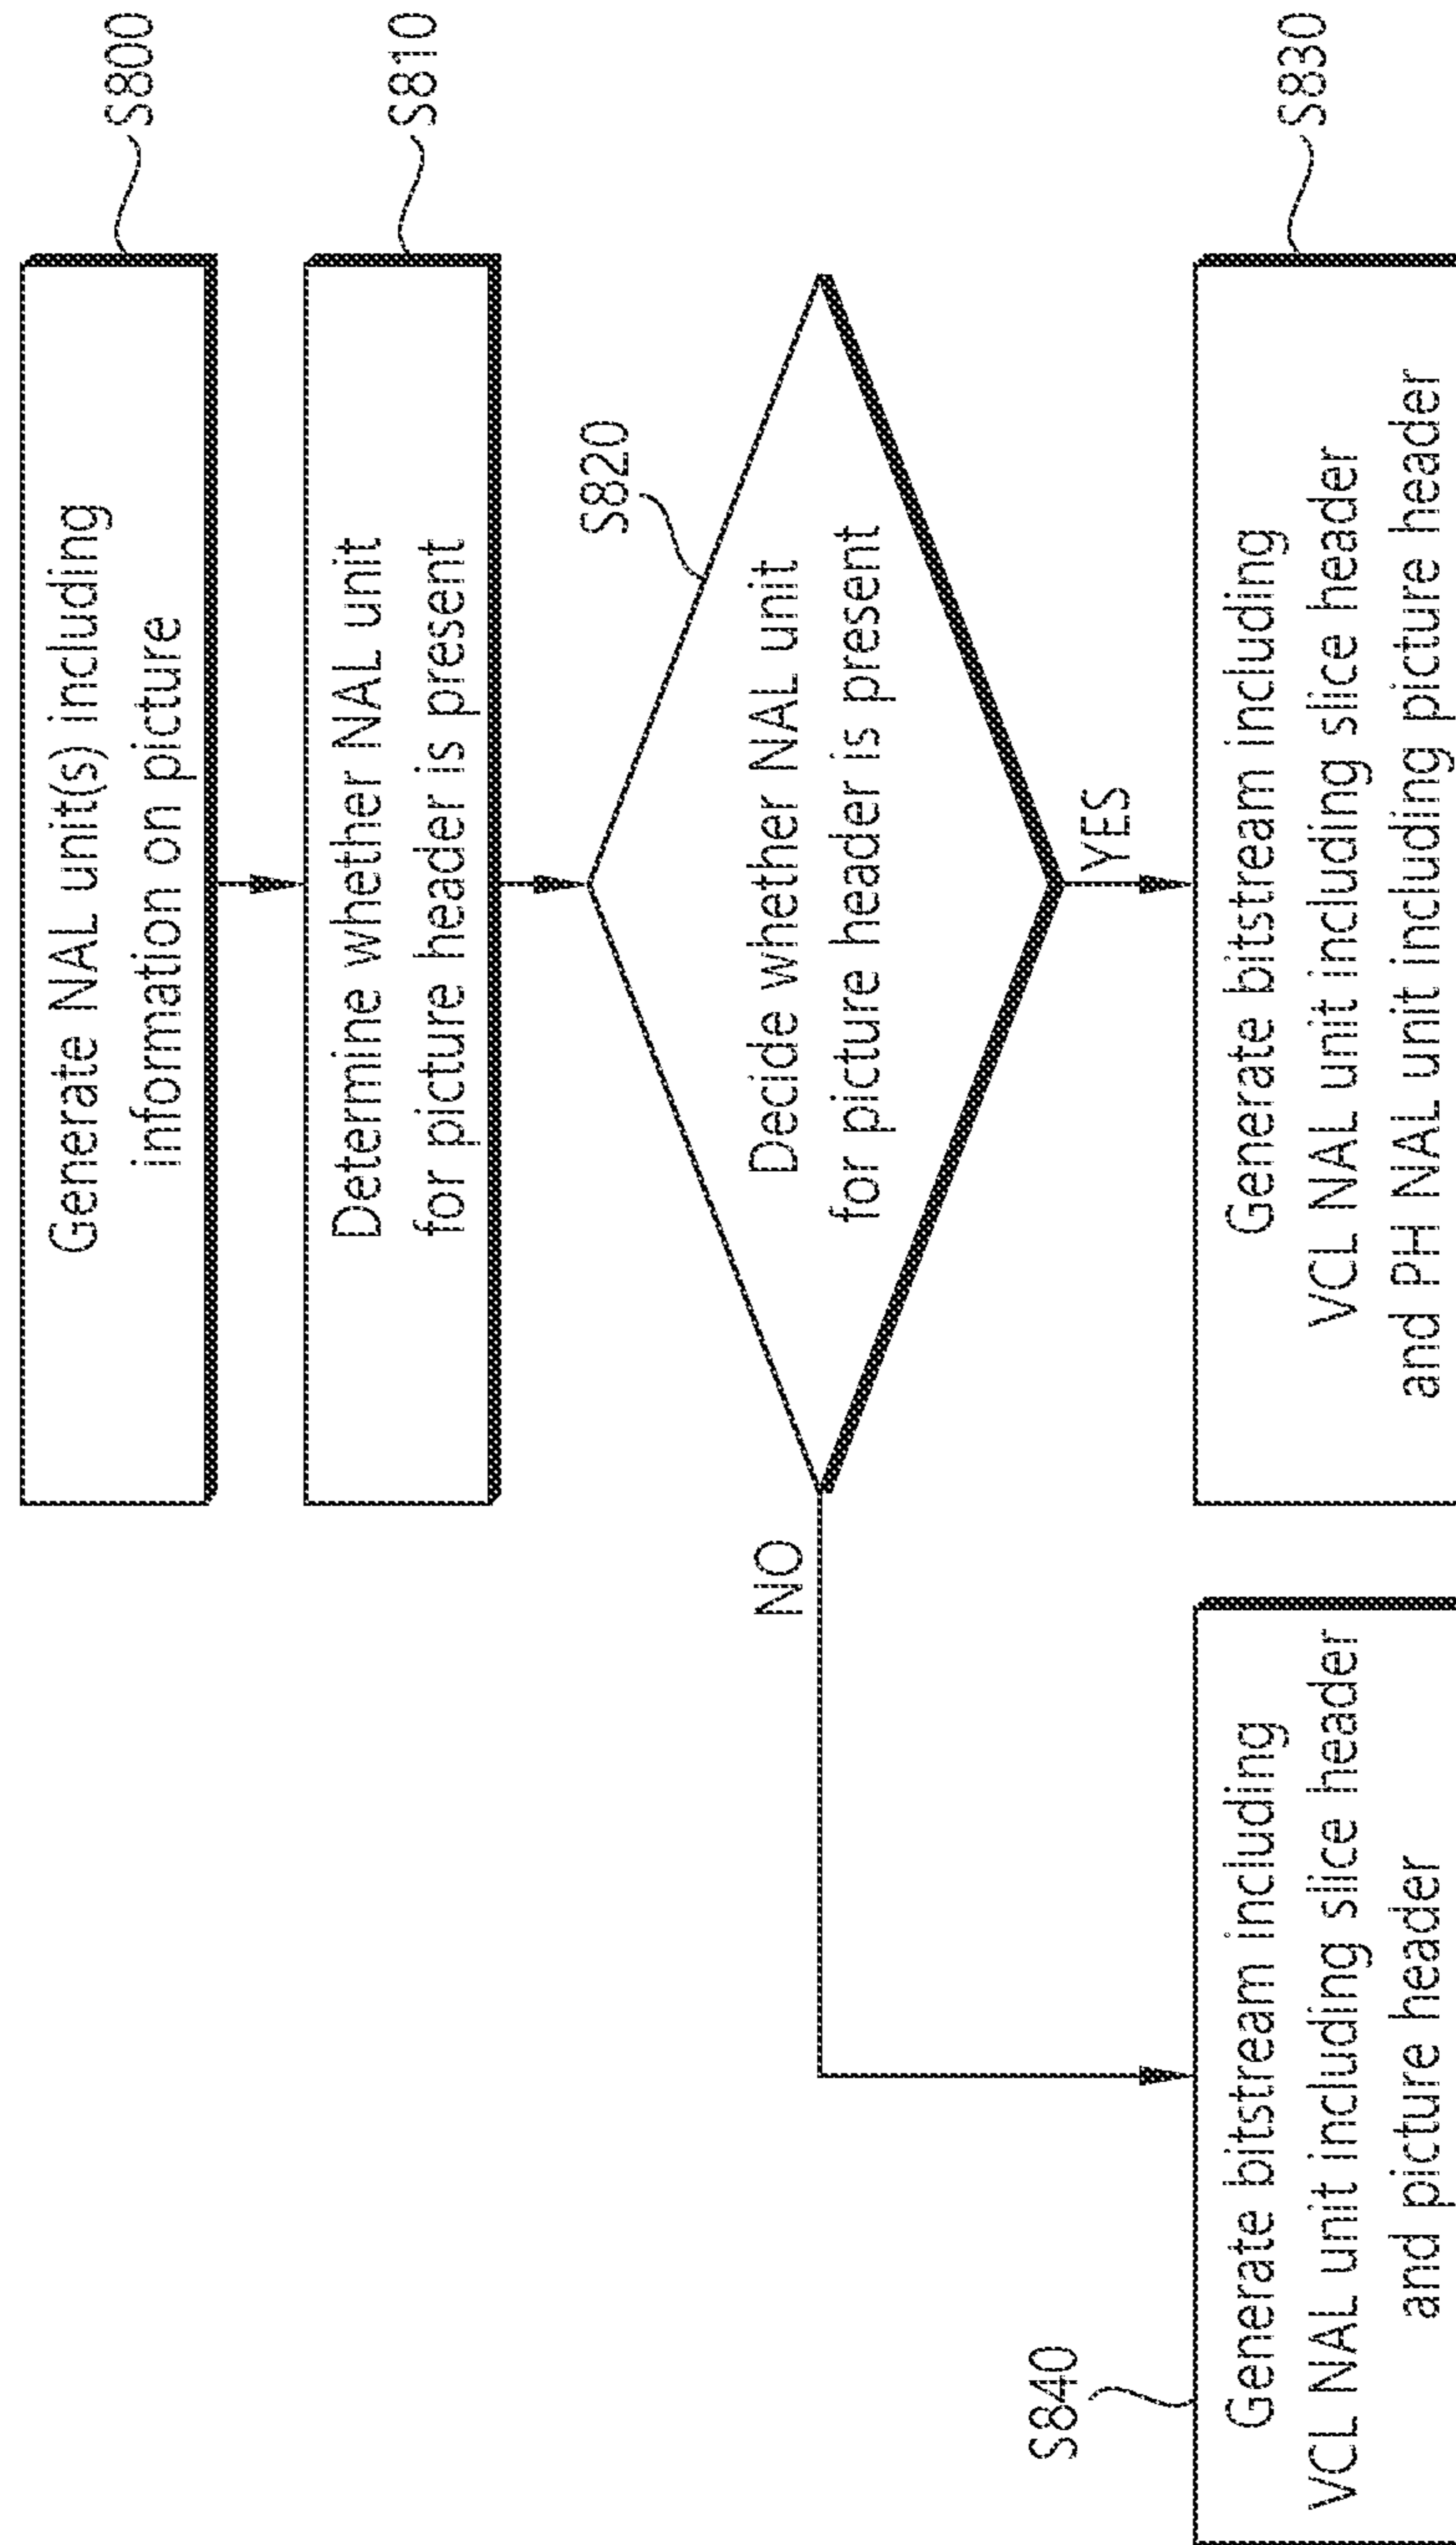 Generate NAL unit(s) including
information on picture
S800
Determine whether NAL unit
for picture header is present
S810
S820
Decide whether NAL unit
for picture header is present
NO
YES
S840
Generate bitstream including
VCL NAL unit including slice header
and picture header
Generate bitstream including
VCL NAL unit including slice header
and PH NAL unit including picture header
S830